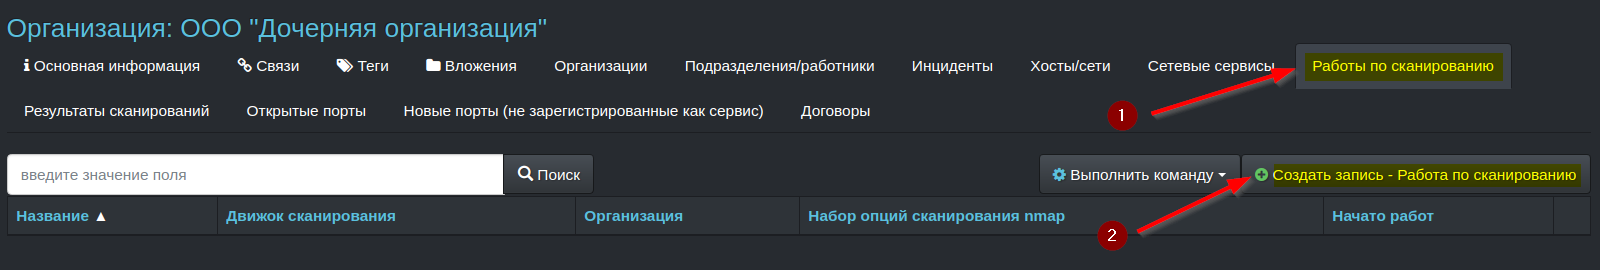 Организация: ООО "Дочерняя организация"
Основная информация Связи Теги Вложения Организации Подразделения/работники Инциденты Хосты/сети Сетевые сервисы Работы по сканированию
1
Результаты сканирований Открытые порты Новые порты (не зарегистрированные как сервис) Договоры
введите значение поля Поиск Выполнить команду Создать запись - Работа по сканированию
Название ▲ Движок сканирования Организация Набор опций сканирования nmap Начато работ
2